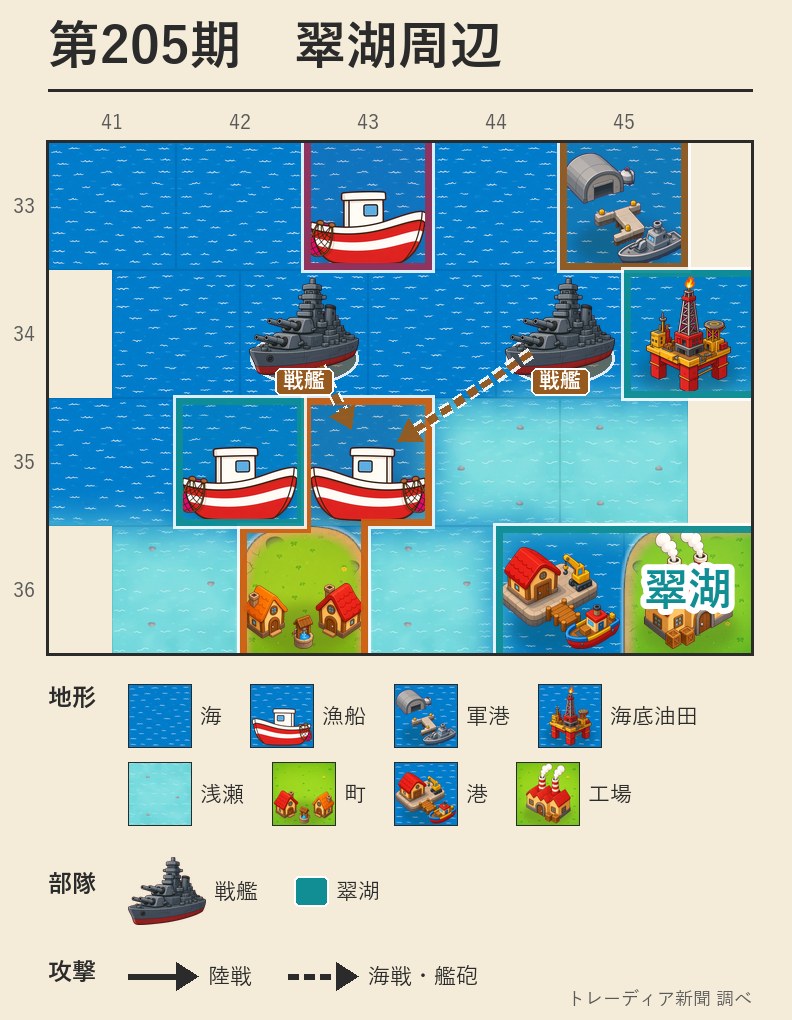 第205期　翠湖周辺
41 42 43 44 45
33
34
戦艦 戦艦
35
36
翠湖
地形 海 漁船 軍港 海底油田
浅瀬 町 港 工場
部隊 戦艦 翠湖
攻撃 陸戦 海戦・艦砲
トレーディア新聞 調べ